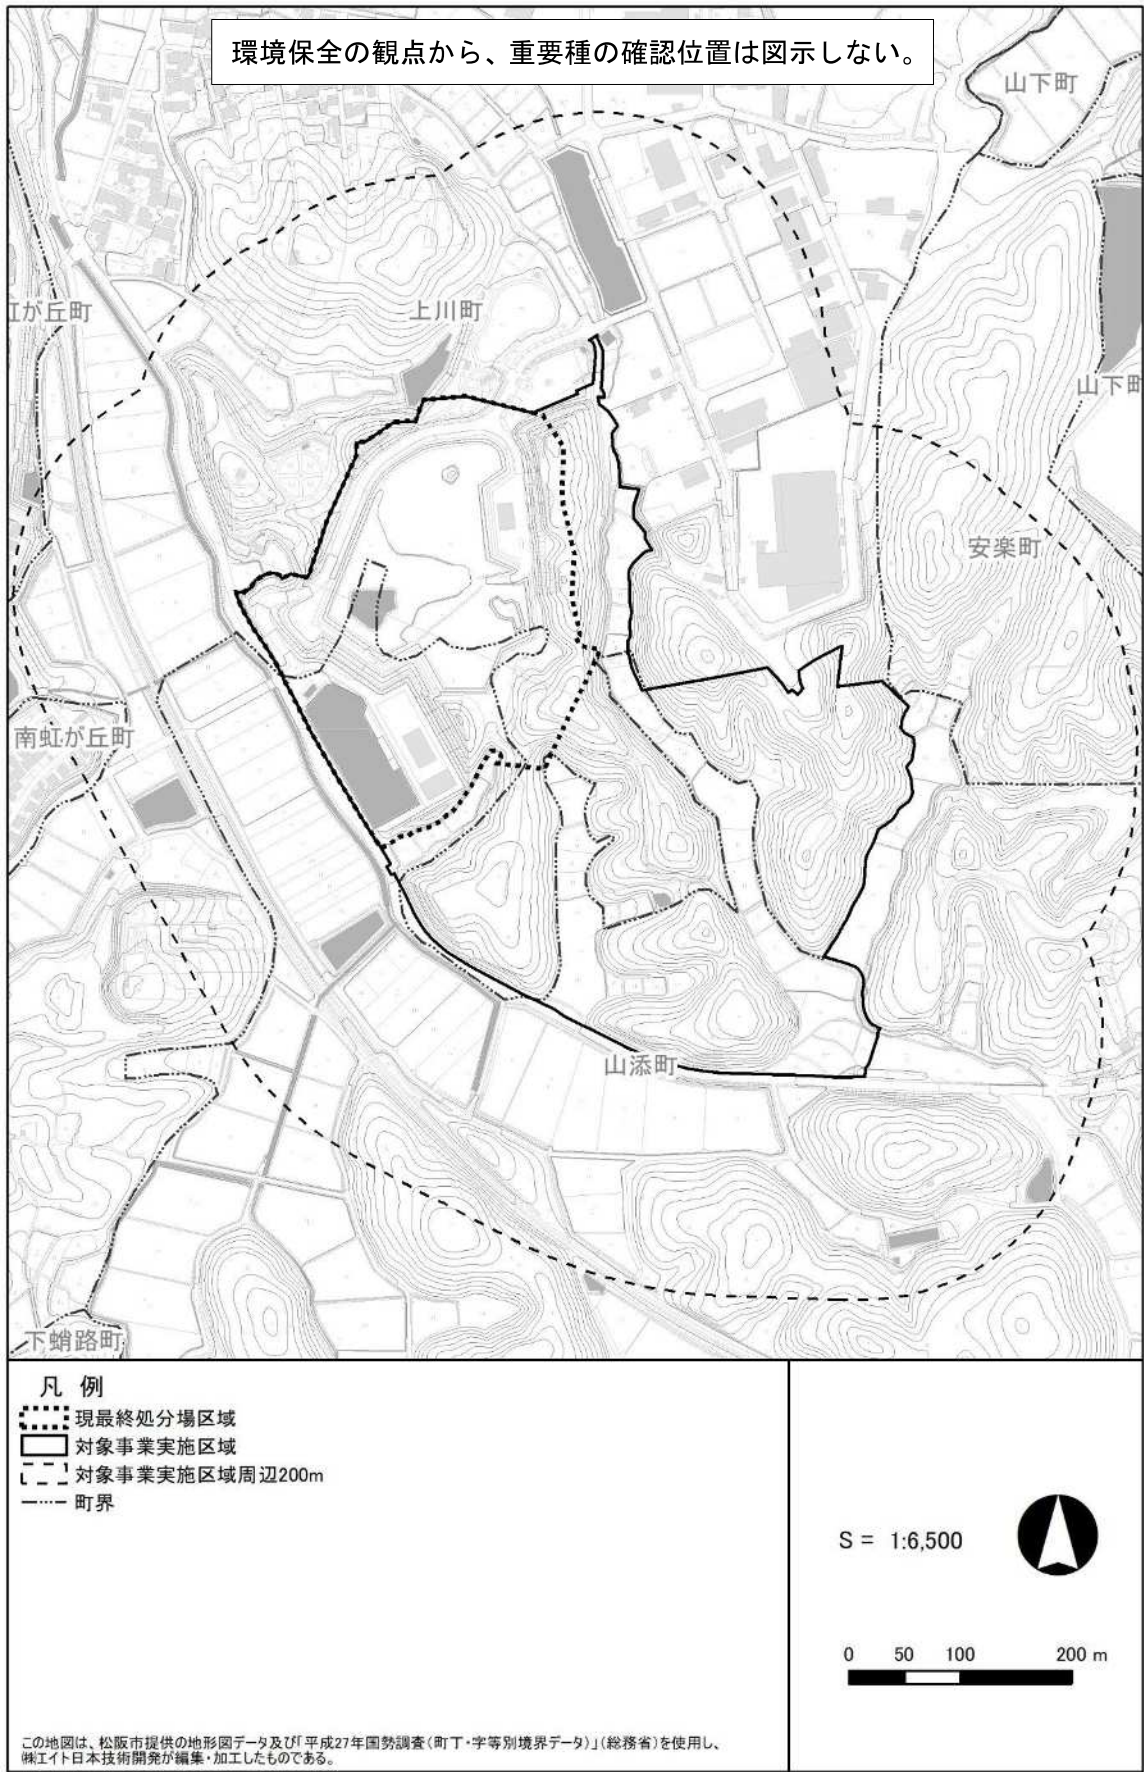 環境保全の観点から、重要種の確認位置は図示しない。
山下町
虹が丘町
上川町
山下町
安楽町
南虹が丘町
山添町
下蛸路町
凡 例
現最終処分場区域
対象事業実施区域
対象事業実施区域周辺200m
町界
S = 1:6,500
0 50 100 200 m
この地図は、松阪市提供の地形図データ及び「平成27年国勢調査(町丁・字等別境界データ)」(総務省)を使用し、
㈱エイト日本技術開発が編集・加工したものである。